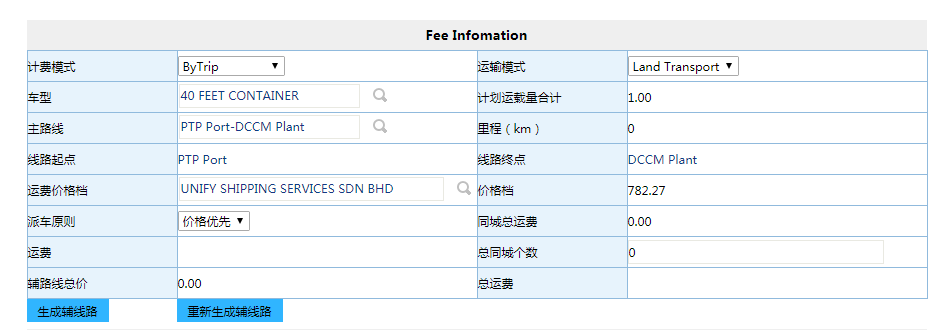 Fee Infomation
计费模式 ByTrip 运输模式 Land Transport
车型 40 FEET CONTAINER 计划运载量合计 1.00
主路线 PTP Port-DCCM Plant 里程（km） 0
线路起点 PTP Port 线路终点 DCCM Plant
运费价格档 UNIFY SHIPPING SERVICES SDN BHD 价格档 782.27
派车原则 价格优先 同城总运费 0.00
运费 总同城个数 0
辅路线总价 0.00 总运费
生成辅线路 重新生成辅线路